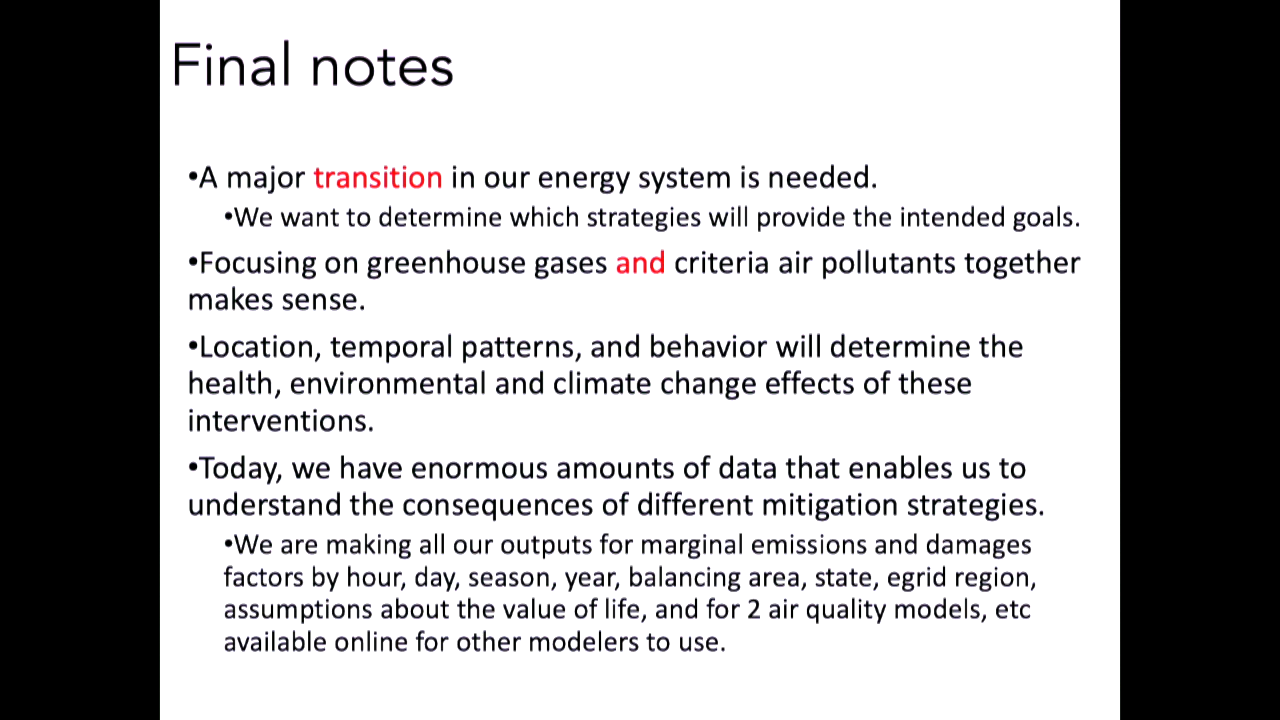 Final notes
•A major transition in our energy system is needed.
•We want to determine which strategies will provide the intended goals.
•Focusing on greenhouse gases and criteria air pollutants together
makes sense.
•Location, temporal patterns, and behavior will determine the
health, environmental and climate change effects of these
interventions.
•Today, we have enormous amounts of data that enables us to
understand the consequences of different mitigation strategies.
•We are making all our outputs for marginal emissions and damages
factors by hour, day, season, year, balancing area, state, egrid region,
assumptions about the value of life, and for 2 air quality models, etc
available online for other modelers to use.